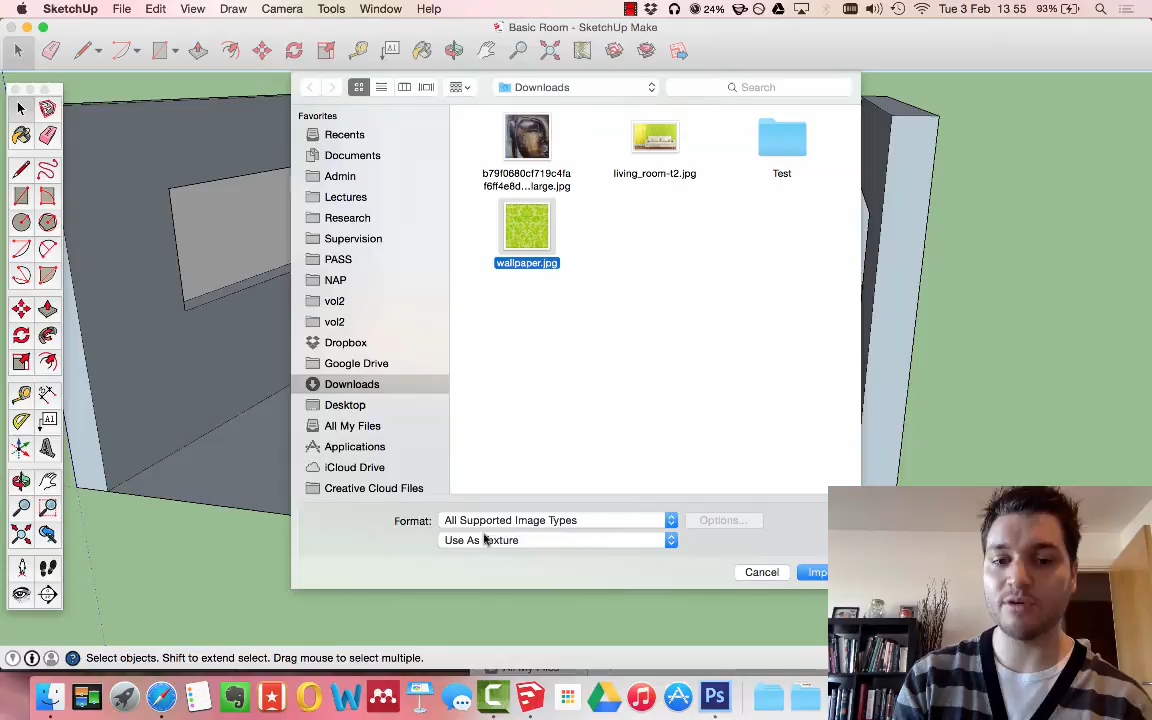 SketchUp File Edit View Draw Camera Tools Window Help 24% Tue 3 Feb 13:55 93%
Basic Room - SketchUp Make
Downloads
Search
Favorites
Recents
Documents
Admin
Lectures
Research
Supervision
PASS
NAP
vol2
vol2
Dropbox
Google Drive
Downloads
Desktop
All My Files
Applications
iCloud Drive
Creative Cloud Files
b79f0680cf719c4fa
f6ff4e8d...large.jpg
living_room-t2.jpg
Test
wallpaper.jpg
Format: All Supported Image Types Options...
Use As Texture
Cancel Imp
A1
Select objects. Shift to extend select. Drag mouse to select multiple.
Ps